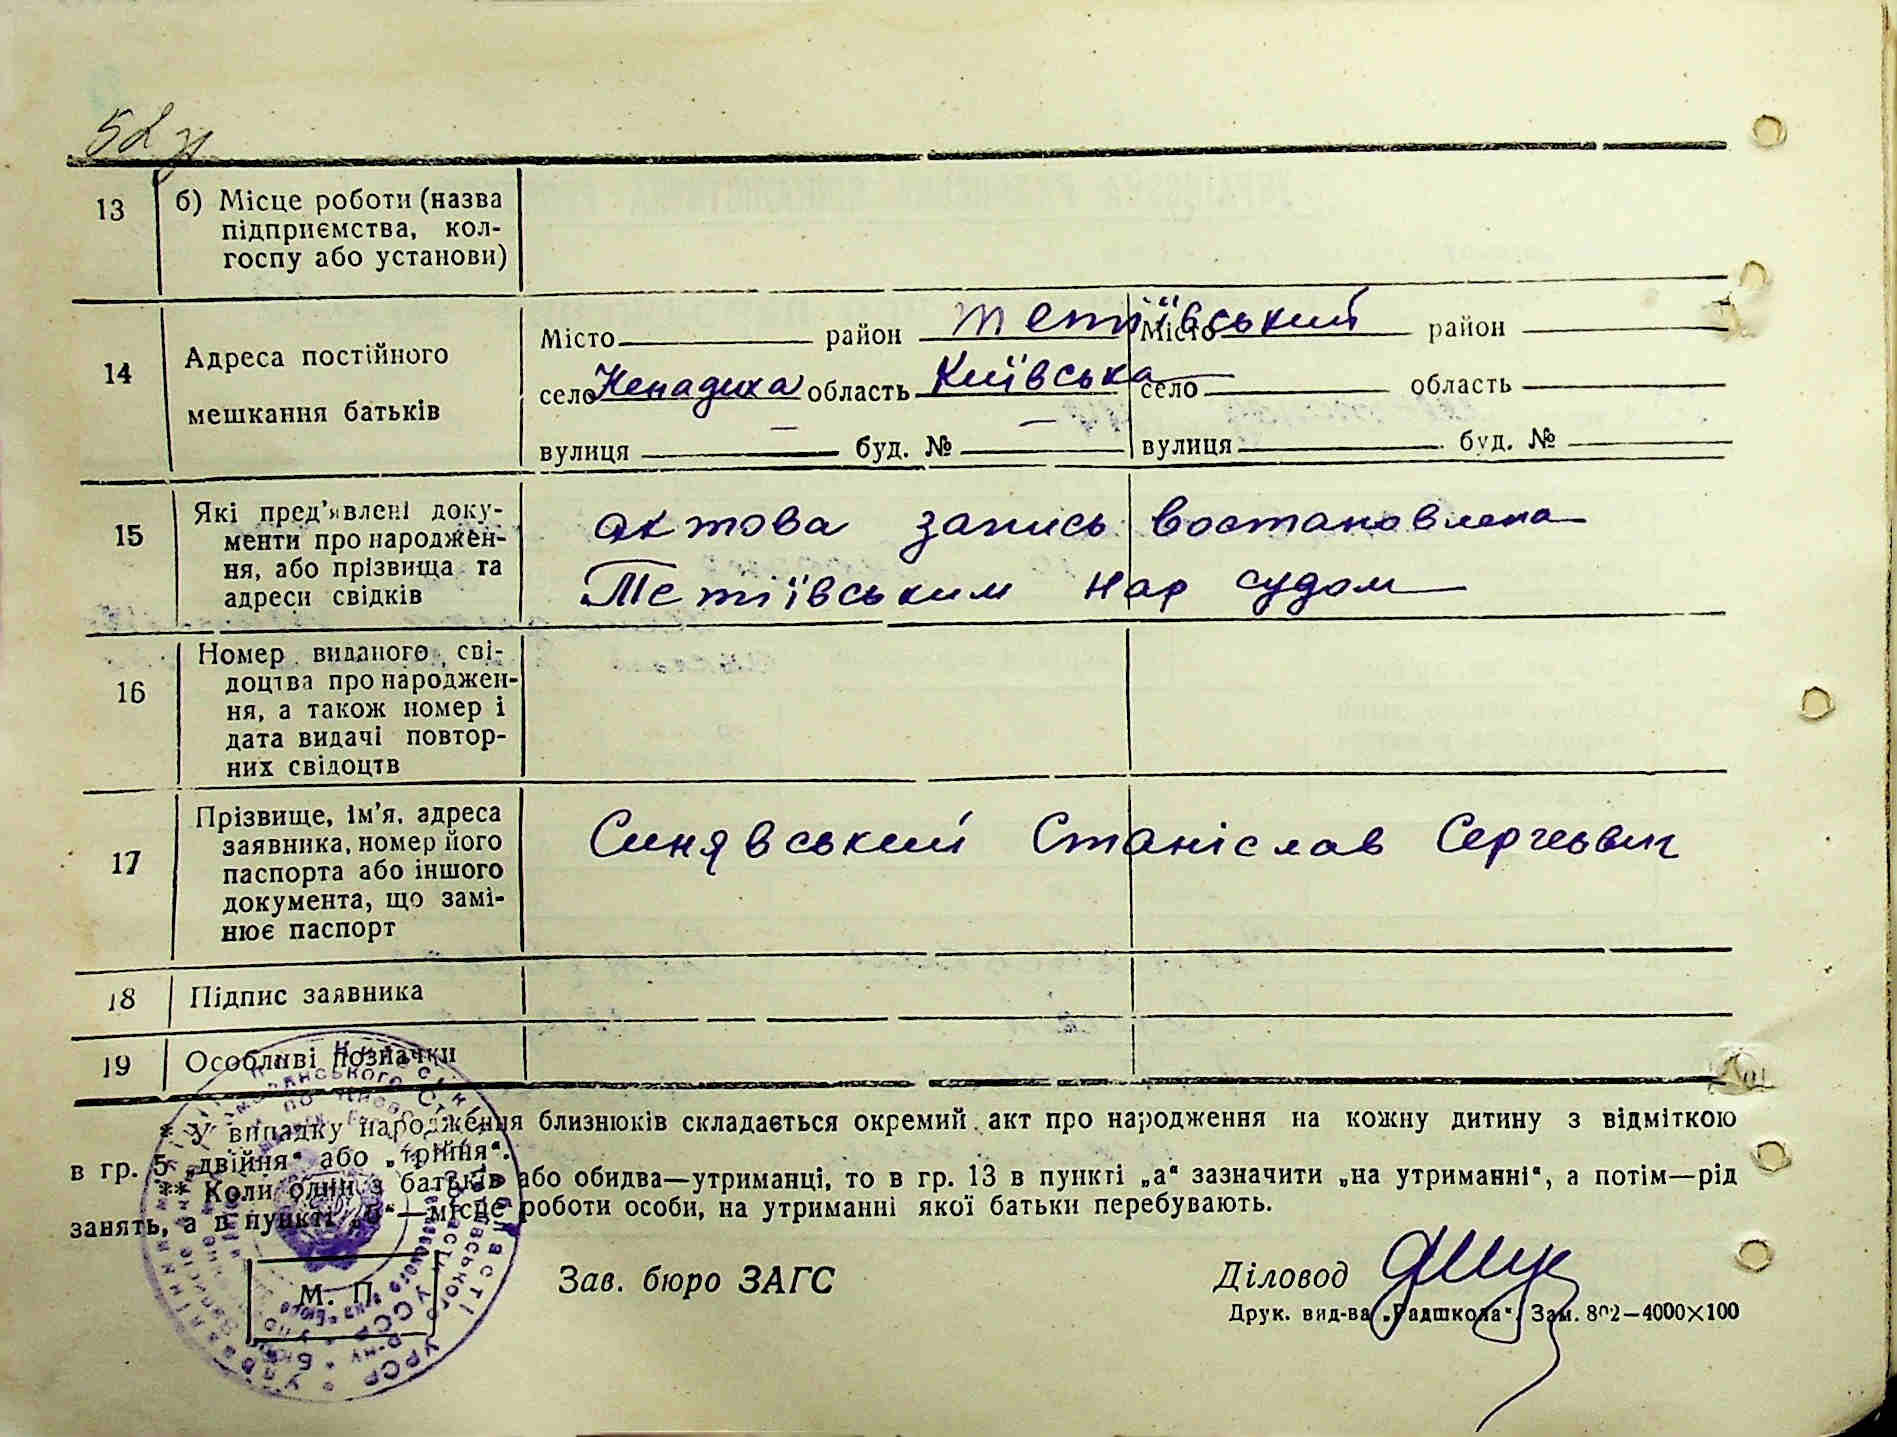 52
13 б) Місце роботи (назва
підприємства, кол-
госпу або установи)
14 Адреса постійного
мешкання батьків
Місто район Тетіївський Місто район
село Ненадиха область Київська село область
вулиця — буд. № — вулиця буд. №
15 Які пред'явлені доку-
менти про народжен-
ня, або прізвища та
адреси свідків
актова запись востановлена
Тетіївським нар судом
16 Номер виданого сві-
доцтва про народжен-
ня, а також номер і
дата видачі повтор-
них свідоцтв
17 Прізвище, ім'я, адреса
заявника, номер його
паспорта або іншого
документа, що замі-
нює паспорт
Синявський Станіслав Сергеьвич
18 Підпис заявника
19 Особливі позначки
* У випадку народження близнюків складається окремий акт про народження на кожну дитину з відміткою
в гр. 5 „двійня“ або „трійня“.
** Коли один з батьків або обидва—утриманці, то в гр. 13 в пункті „а“ зазначити „на утриманні“, а потім—рід
занять, а в пункті „б“—місце роботи особи, на утриманні якої батьки перебувають.
М. П.
Зав. бюро ЗАГС
Діловод
Друк. вид-ва „Радшкола“. Зам. 802—4000×100